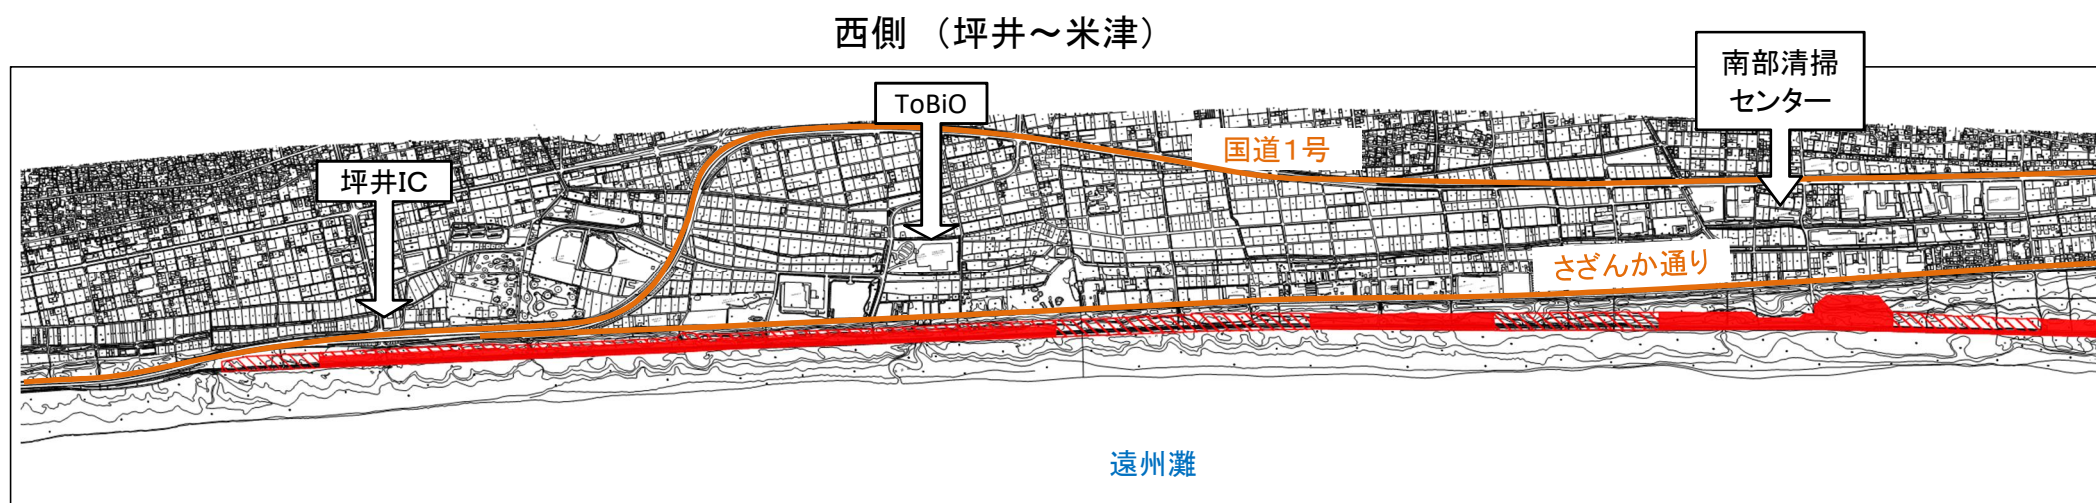 西側 (坪井～米津)
南部清掃
センター
ToBiO
国道1号
坪井IC
さざんか通り
遠州灘